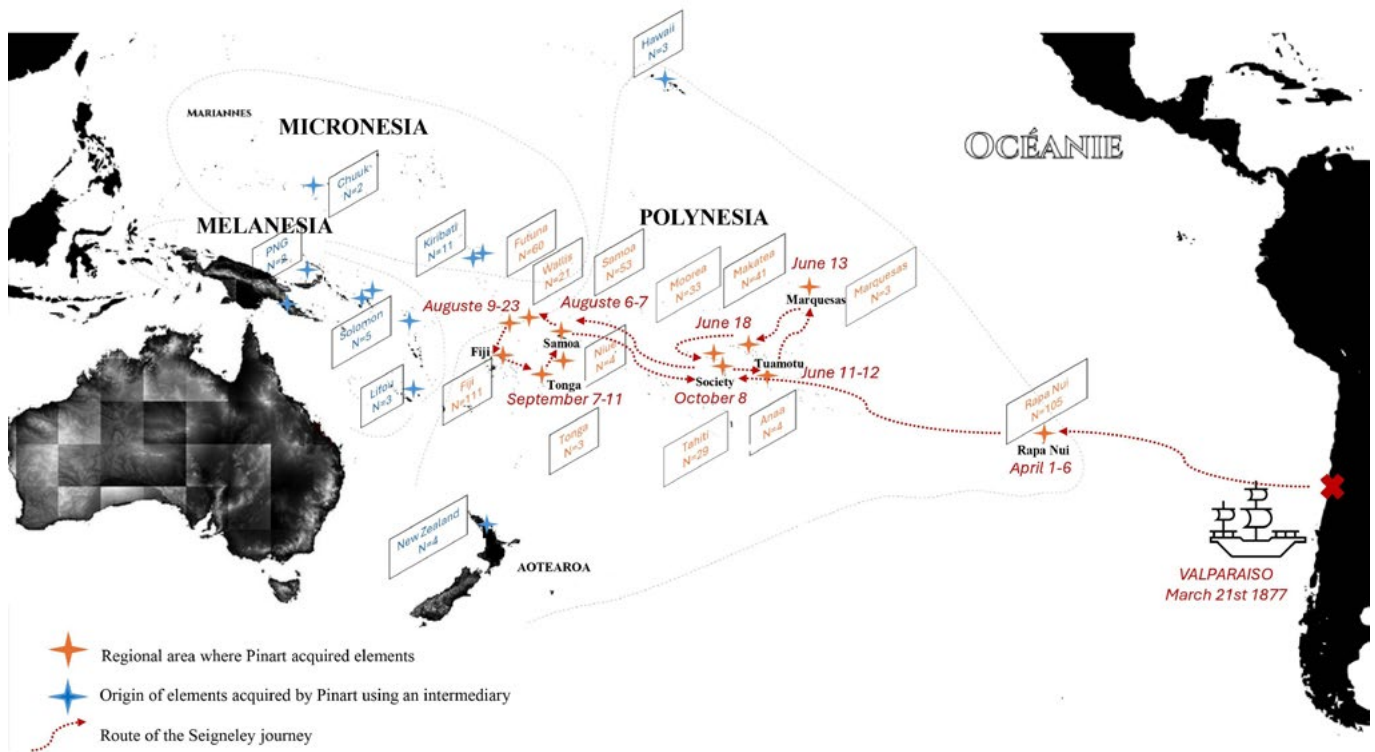 Hawaii
N=3
MARIANNES
MICRONESIA
OCÉANIE
Chuuk-
N=2
MELANESIA
POLYNESIA
PNG
Kiribati
N=11
Futuna
N=60
Wallis
N=21
Samoa
N=53
Moorea
N=33
Makatea
N=41
June 13
Marquesas
Marquesas
N=3
Auguste 9-23
Auguste 6-7
June 18
Solomon
N=5
Samoa
Fiji
Niue
N=4
Tuamotu
June 11-12
Lifou
N=3
Fiji
N=111
Tonga
Society
September 7-11
October 8
Rapa Nui
N=105
Tonga
N=3
Tahiti
N=29
Anaa
N=4
Rapa Nui
April 1-6
New Zealand
N=4
AOTEAROA
VALPARAISO
March 21st 1877
Regional area where Pinart acquired elements
Origin of elements acquired by Pinart using an intermediary
Route of the Seigneley journey